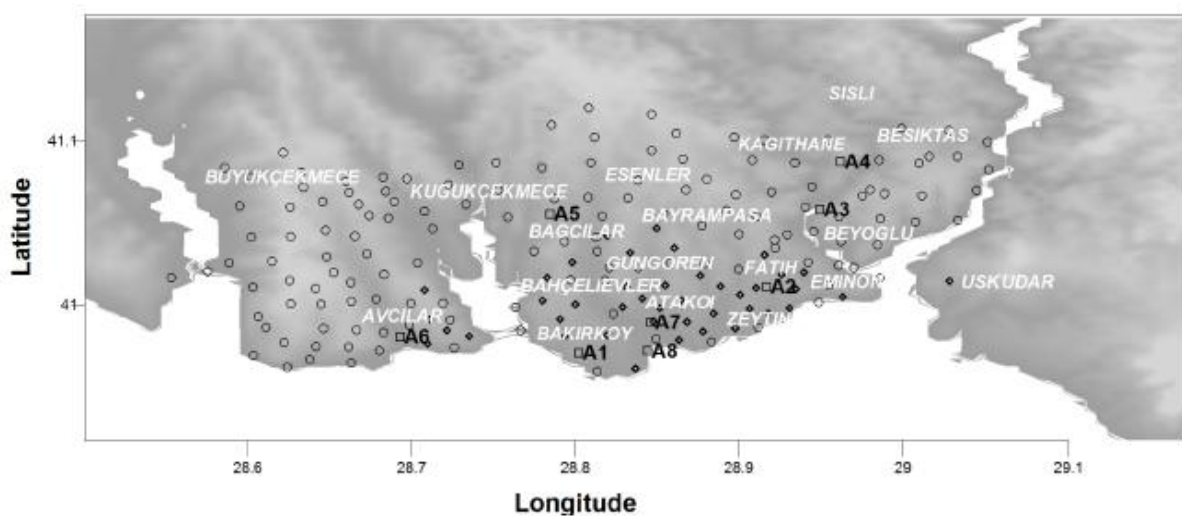 SISLI
41.1
KAGITHANE
BESIKTAS
A4
BÜYÜKÇEKMECE
KUGUKÇEKMECE
ESENLER
A5
BAYRAMPASA
A3
BAGCILAR
BEYOGLU
Latitude
GUNGOREN
FATIH
41
BAHÇELIEVLER
A2
EMINÖN
USKUDAR
ATAKOI
AVCILAR
A7
ZEYTIN
A6
BAKIRKOY
A1
A8
28.6
28.7
28.8
28.9
29
29.1
Longitude